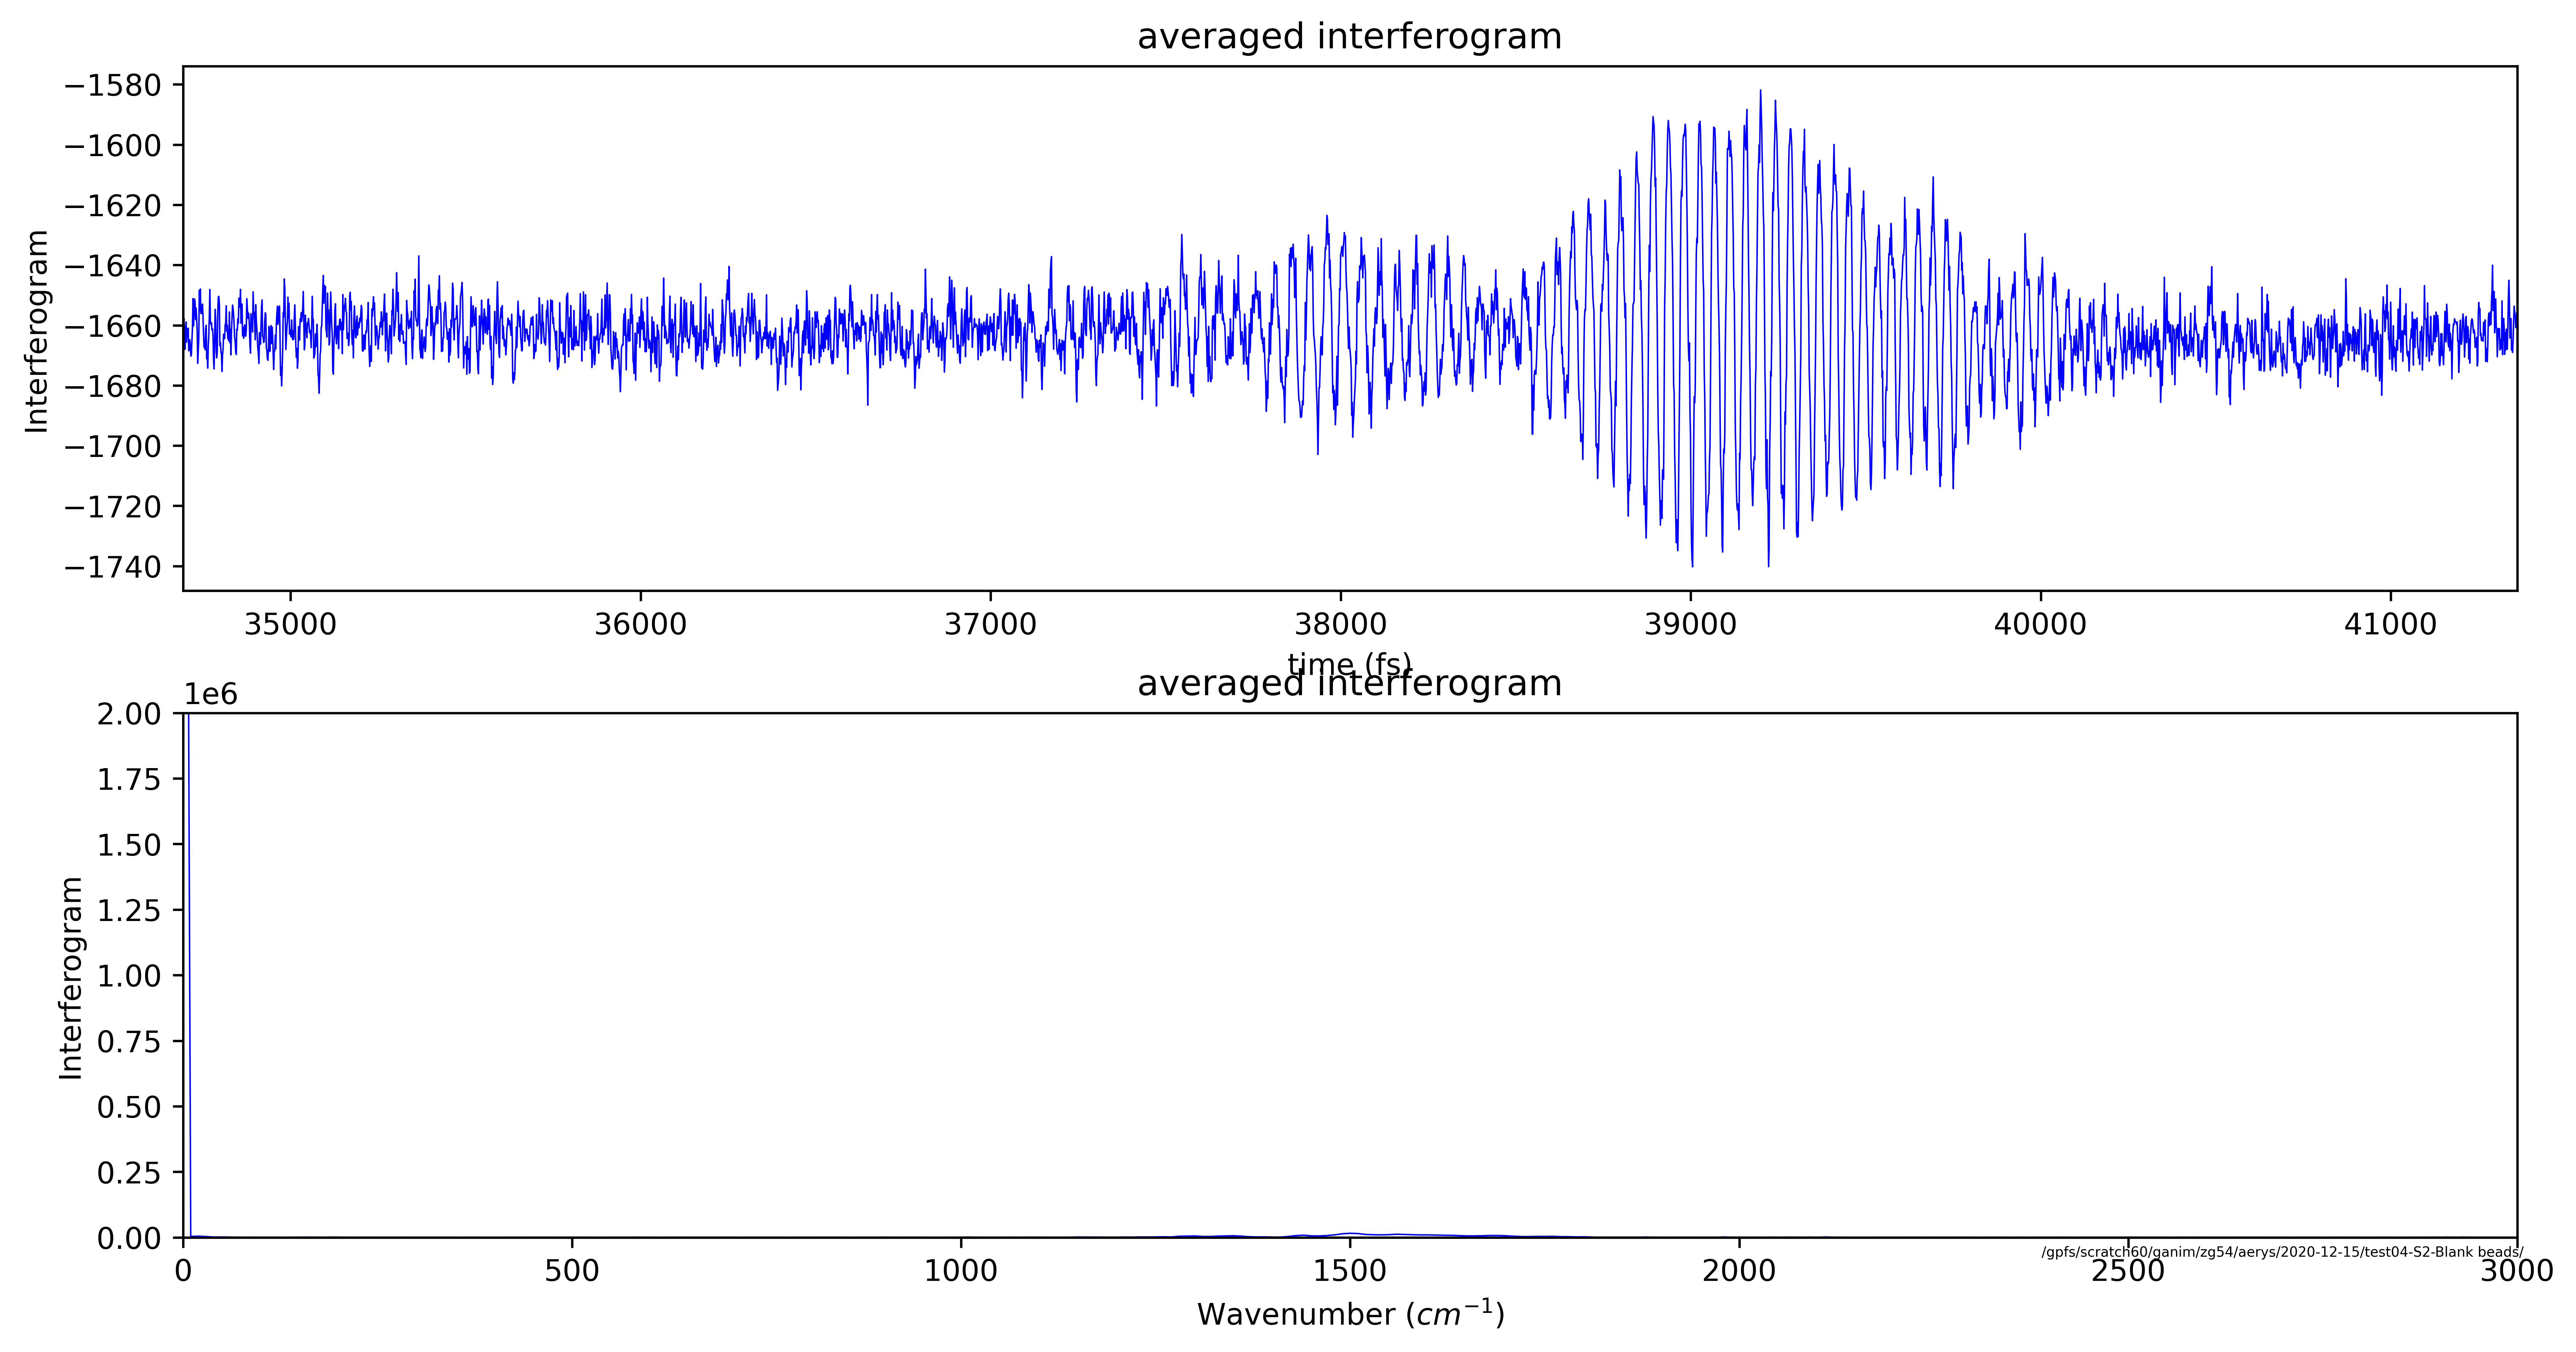 averaged interferogram
Interferogram
−1580
−1600
−1620
−1640
−1660
−1680
−1700
−1720
−1740
35000 36000 37000 38000 39000 40000 41000
time (fs)
averaged interferogram
1e6
Interferogram
2.00
1.75
1.50
1.25
1.00
0.75
0.50
0.25
0.00
/gpfs/scratch60/ganim/zg54/aerys/2020-12-15/test04-S2-Blank beads/
0 500 1000 1500 2000 2500 3000
Wavenumber (cm⁻¹)